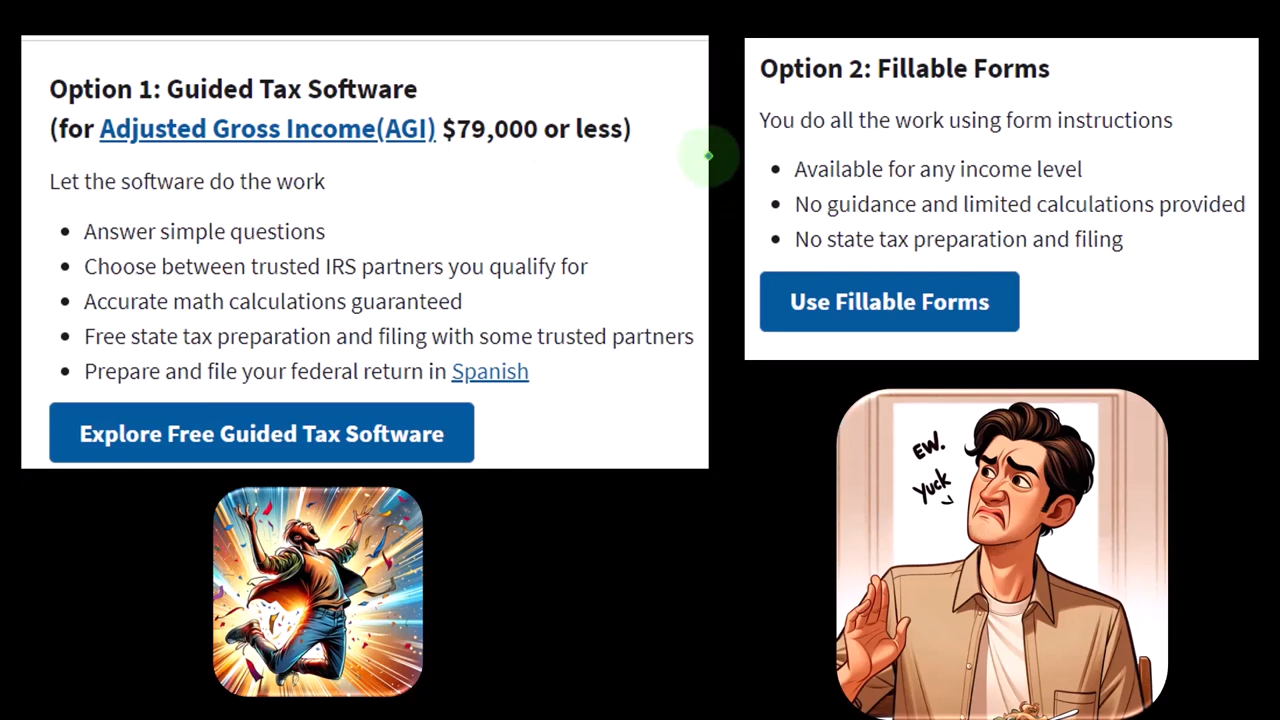 Option 1: Guided Tax Software
(for Adjusted Gross Income(AGI) $79,000 or less)
Let the software do the work
Answer simple questions
Choose between trusted IRS partners you qualify for
Accurate math calculations guaranteed
Free state tax preparation and filing with some trusted partners
Prepare and file your federal return in Spanish
Explore Free Guided Tax Software
Option 2: Fillable Forms
You do all the work using form instructions
Available for any income level
No guidance and limited calculations provided
No state tax preparation and filing
Use Fillable Forms
EW.
YUCK